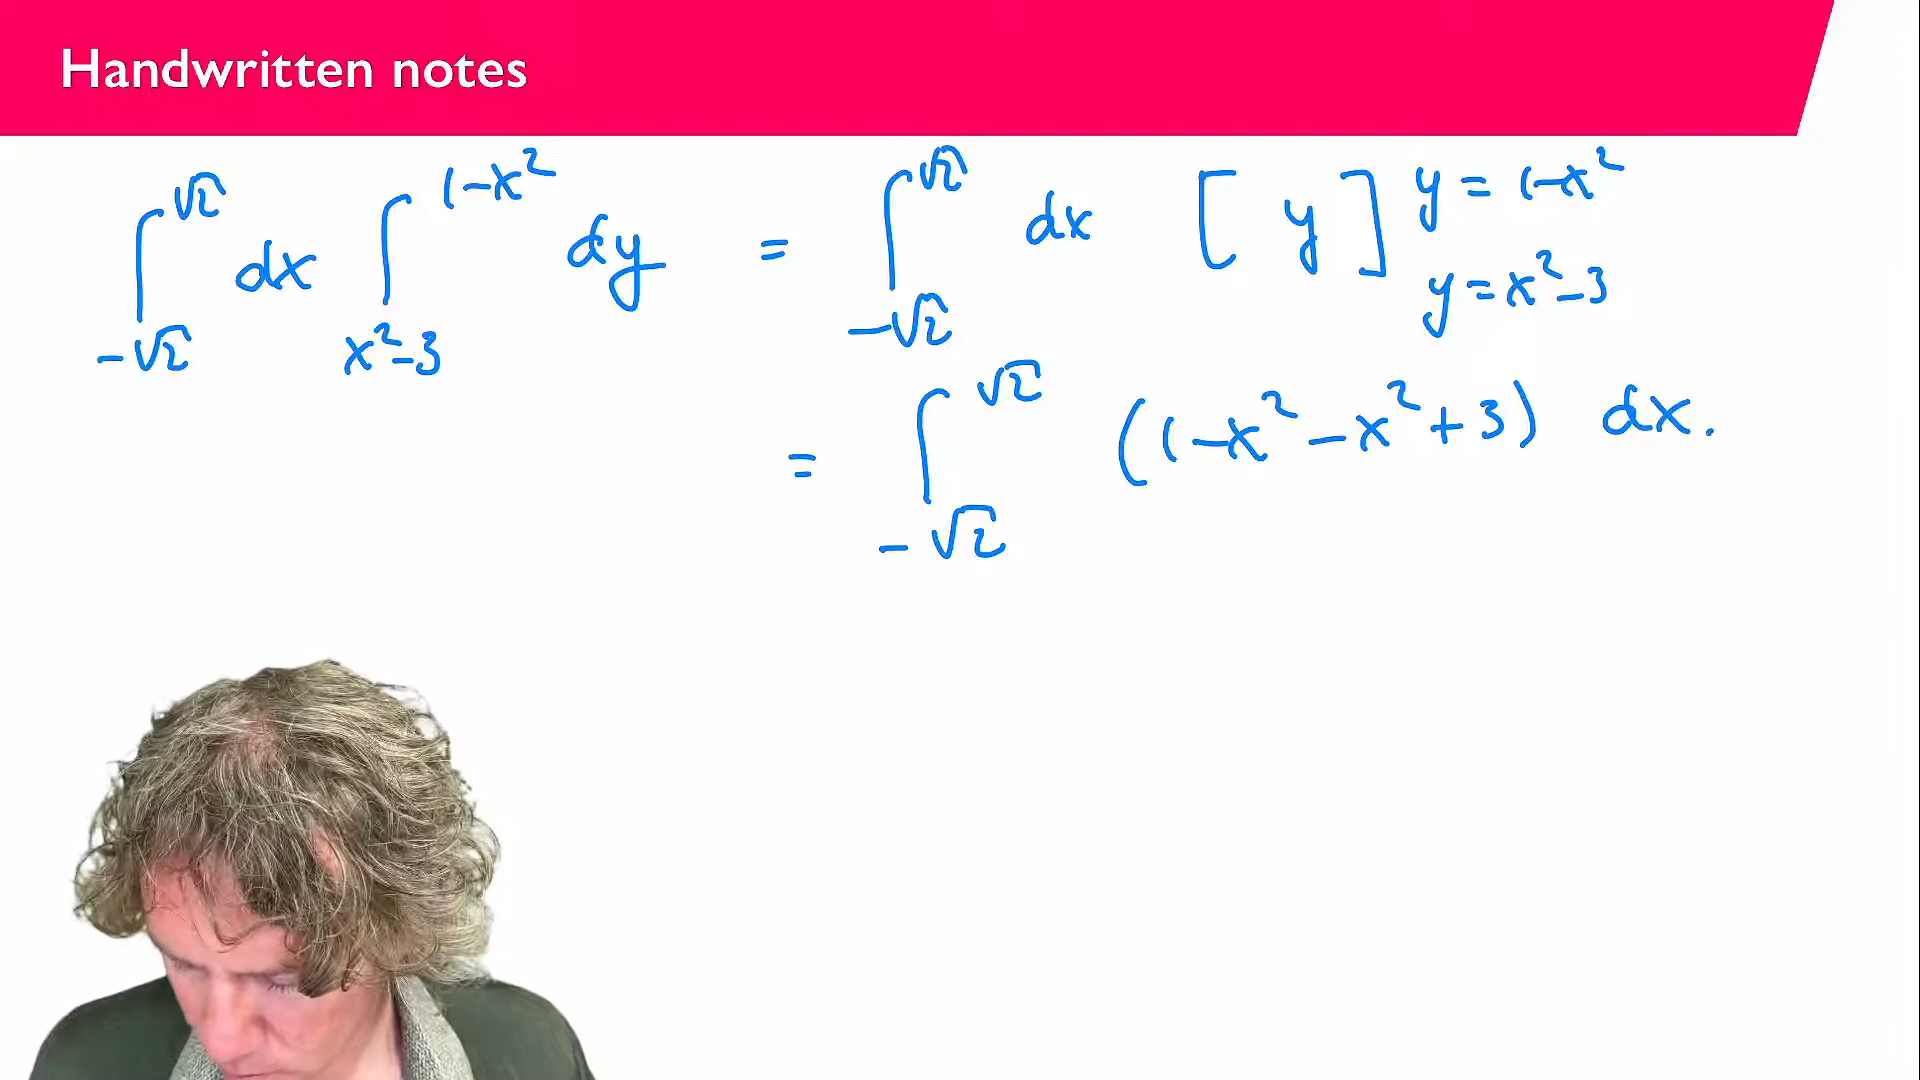 Handwritten notes
∫_{-√2}^{√2} dx ∫_{x²-3}^{1-x²} dy = ∫_{-√2}^{√2} dx [y]_{y=x²-3}^{y=1-x²}
= ∫_{-√2}^{√2} (1-x²-x²+3) dx.